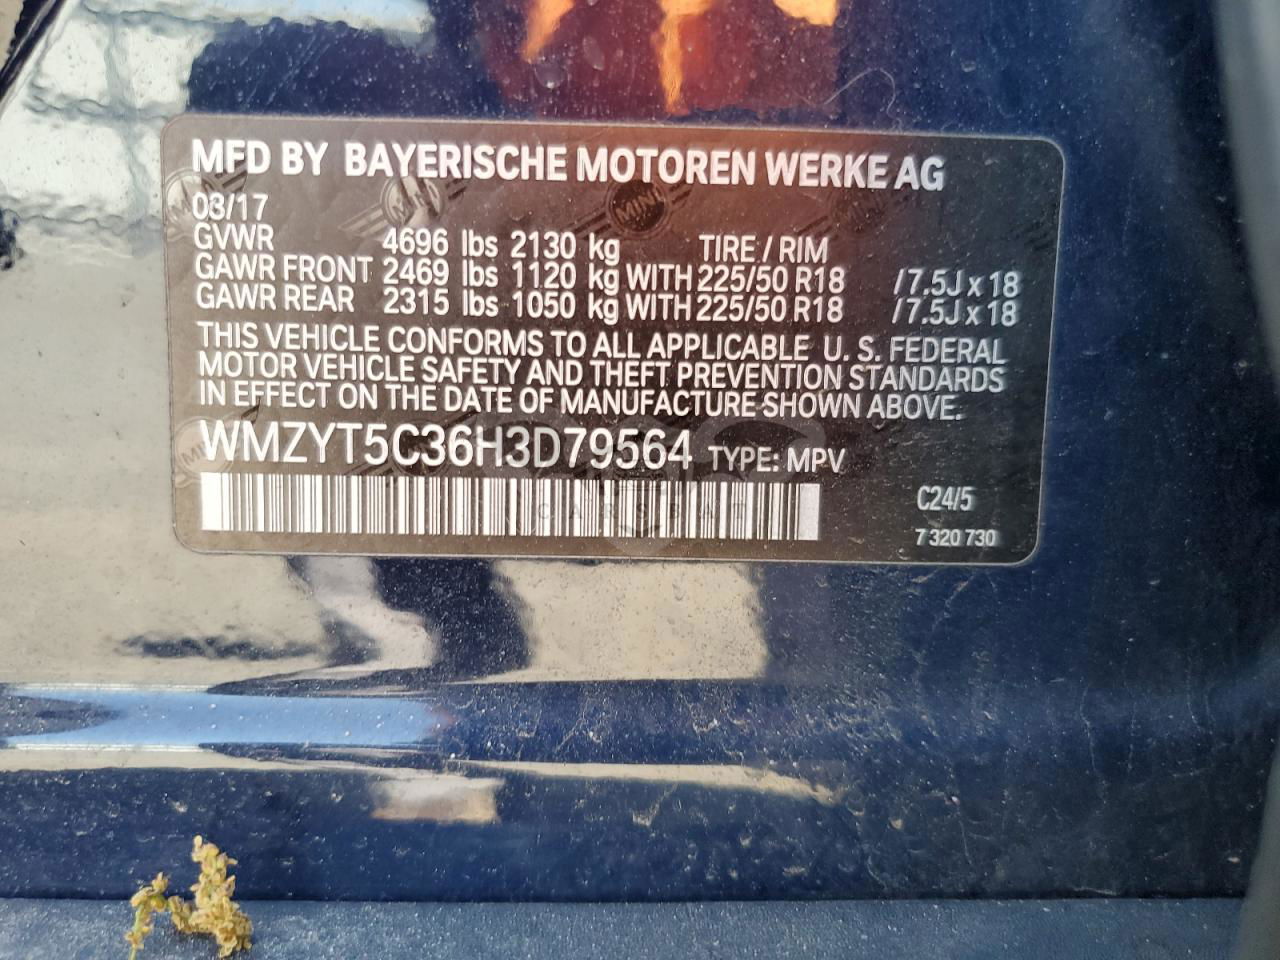 MFD BY BAYERISCHE MOTOREN WERKE AG
03/17
GVWR 4696 lbs 2130 kg TIRE / RIM
GAWR FRONT 2469 lbs 1120 kg WITH 225/50 R18 / 7.5J x 18
GAWR REAR 2315 lbs 1050 kg WITH 225/50 R18 / 7.5J x 18
THIS VEHICLE CONFORMS TO ALL APPLICABLE U. S. FEDERAL
MOTOR VEHICLE SAFETY AND THEFT PREVENTION STANDARDS
IN EFFECT ON THE DATE OF MANUFACTURE SHOWN ABOVE.
WMZYT5C36H3D79564 TYPE: MPV
C24/5
7 320 730
MINI